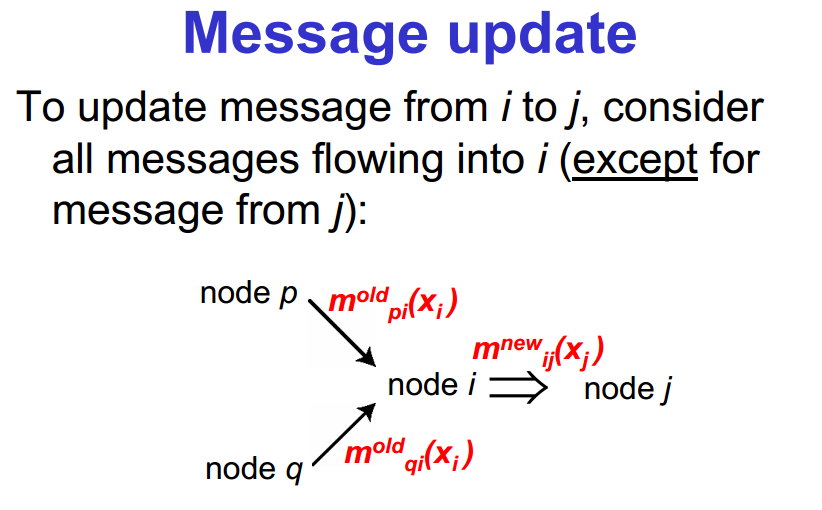 Message update
To update message from i to j, consider
all messages flowing into i (except for
message from j):
node p
m^old_pi(x_i)
m^new_ij(x_j)
node i ⇒ node j
m^old_qi(x_i)
node q